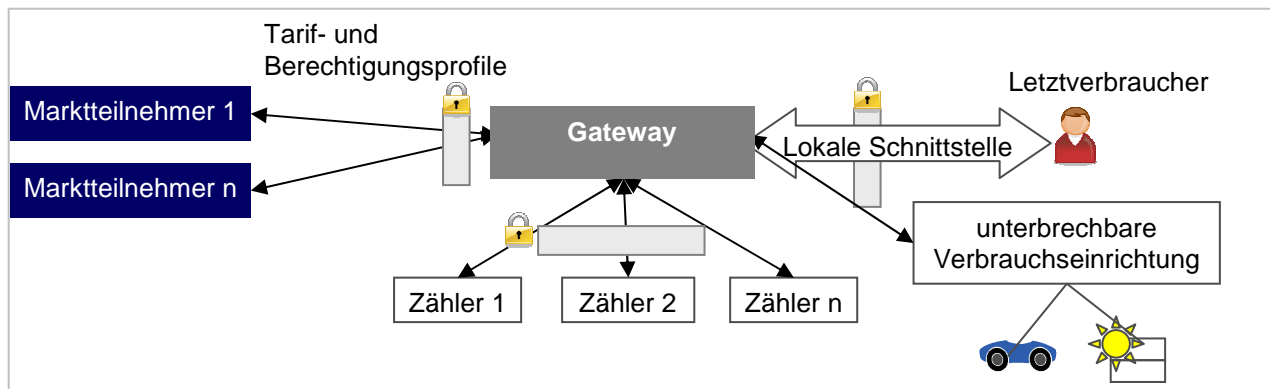 Tarif- und
Berechtigungsprofile
Letztverbraucher
Marktteilnehmer 1
Gateway
Lokale Schnittstelle
Marktteilnehmer n
unterbrechbare
Verbrauchseinrichtung
Zähler 1
Zähler 2
Zähler n